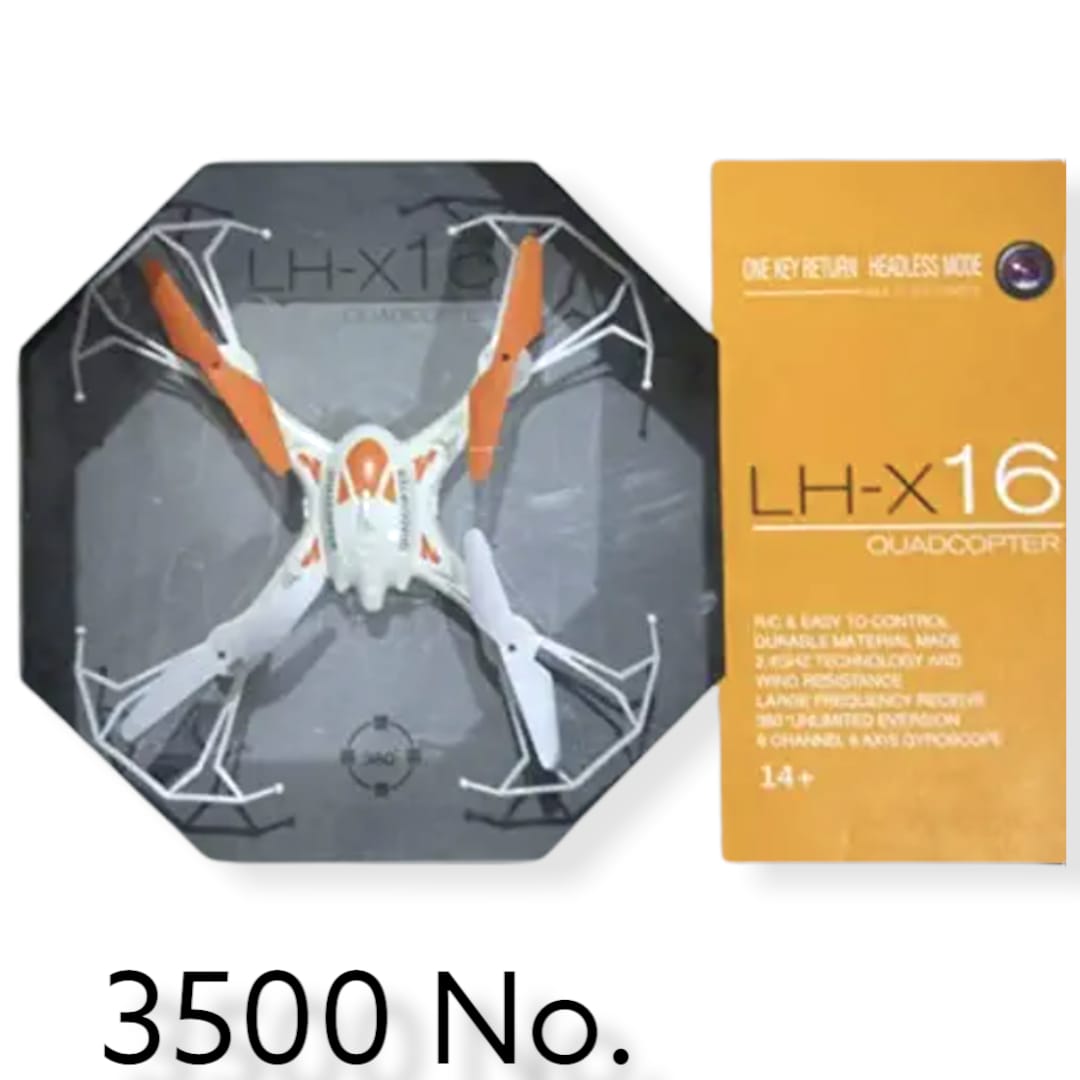 LH-X16
QUADCOPTE
ONE KEY RETURN HEADLESS MODE
LH-X16
QUADCOPTER
R/C & EASY TO CONTROL
DURABLE MATERIAL MADE
2.4GHZ TECHNOLOGY AND
WIND RESISTANCE
LARGE FREQUENCY RECEIVE
360°UNLIMITED EVERSION
6 CHANNEL 6 AXIS GYROSCOPE
14+
360°
3500 No.